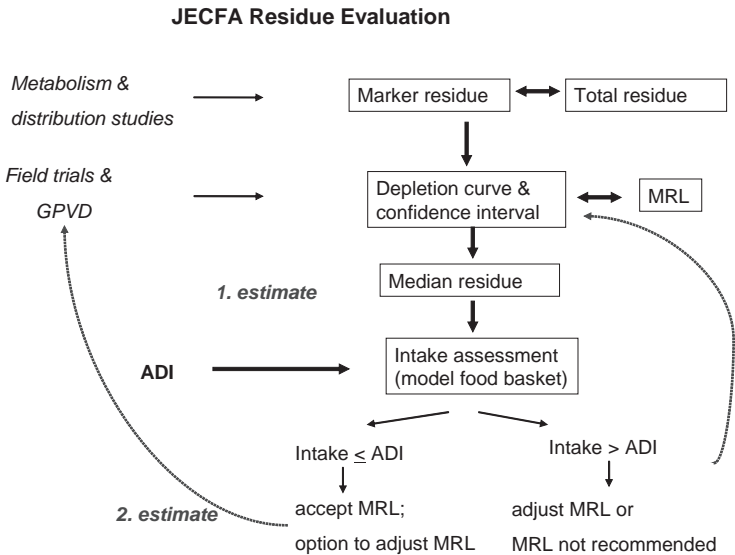 JECFA Residue Evaluation
Metabolism &
distribution studies
Marker residue
Total residue
Field trials &
GPVD
Depletion curve &
confidence interval
MRL
Median residue
1. estimate
ADI
Intake assessment
(model food basket)
Intake ≤ ADI
Intake > ADI
2. estimate
accept MRL;
option to adjust MRL
adjust MRL or
MRL not recommended